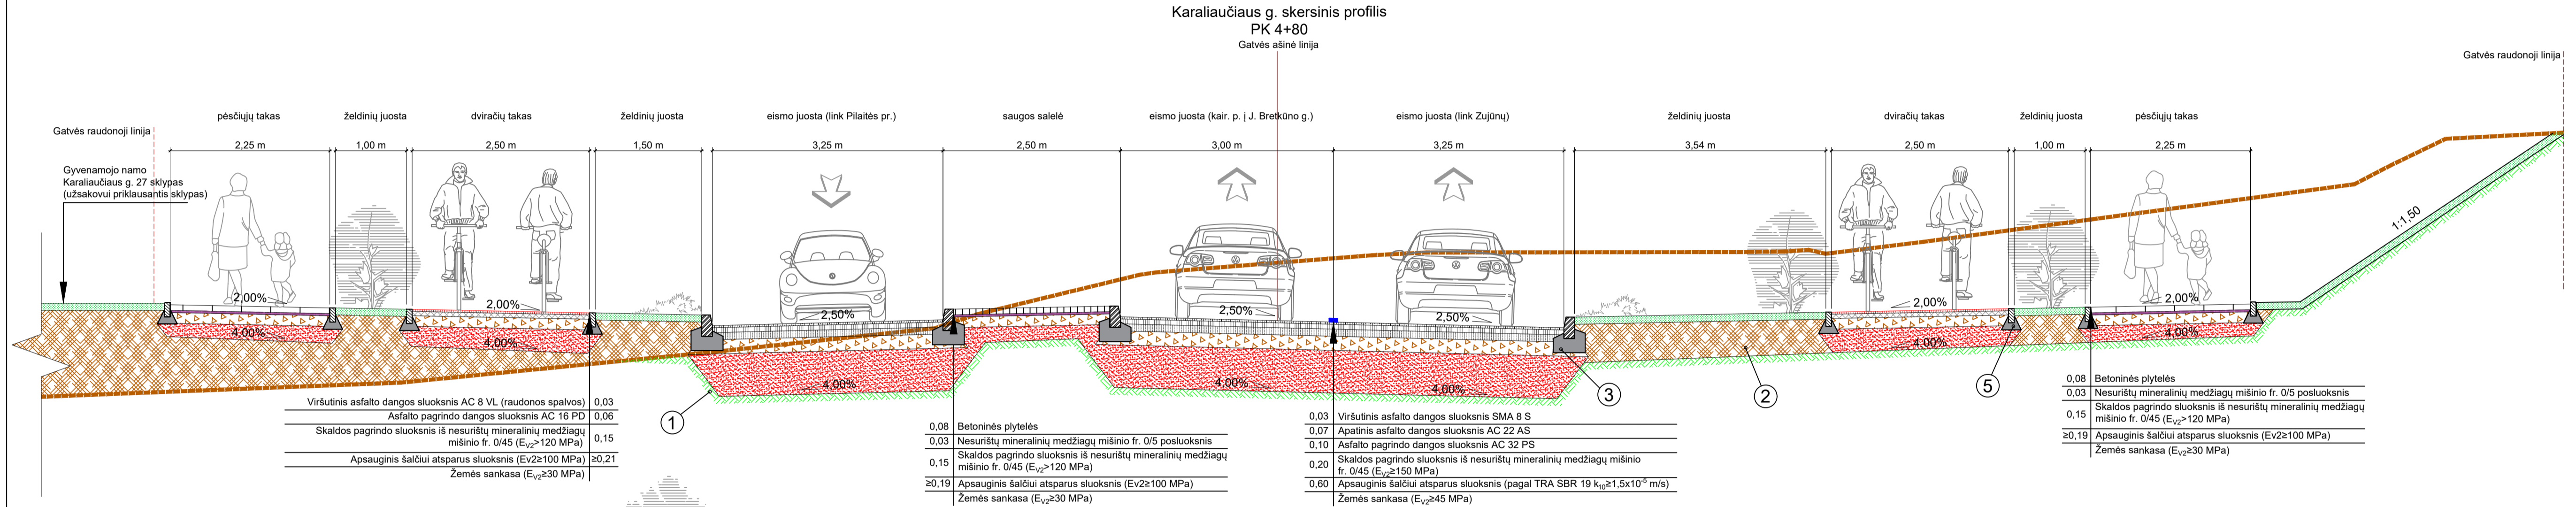 Karaliaučiaus g. skersinis profilis
PK 4+80
Gatvės ašinė linija
Gatvės raudonoji linija
Gatvės raudonoji linija
pėsčiųjų takas
želdinių juosta
dviračių takas
želdinių juosta
eismo juosta (link Pilaitės pr.)
saugos salelė
eismo juosta (kair. p. į J. Bretkūno g.)
eismo juosta (link Zujūnų)
želdinių juosta
dviračių takas
želdinių juosta
pėsčiųjų takas
2,25 m
1,00 m
2,50 m
1,50 m
3,25 m
2,50 m
3,00 m
3,25 m
3,54 m
2,50 m
1,00 m
2,25 m
Gyvenamojo namo
Karaliaučiaus g. 27 sklypas
(užsakovui priklausantis sklypas)
1:1,50
2,00%
2,00%
2,50%
2,50%
2,50%
2,00%
2,00%
4,00%
4,00%
4,00%
4,00%
4,00%
4,00%
4,00%
1
2
3
5
Viršutinis asfalto dangos sluoksnis AC 8 VL (raudonos spalvos) 0,03
Asfalto pagrindo dangos sluoksnis AC 16 PD 0,06
Skaldos pagrindo sluoksnis iš nesurištų mineralinių medžiagų
mišinio fr. 0/45 (EV2>120 MPa) 0,15
Apsauginis šalčiui atsparus sluoksnis (Ev2≥100 MPa) ≥0,21
Žemės sankasa (EV2≥30 MPa)
0,08 Betoninės plytelės
0,03 Nesurištų mineralinių medžiagų mišinio fr. 0/5 posluoksnis
0,15 Skaldos pagrindo sluoksnis iš nesurištų mineralinių medžiagų
mišinio fr. 0/45 (EV2>120 MPa)
≥0,19 Apsauginis šalčiui atsparus sluoksnis (Ev2≥100 MPa)
Žemės sankasa (EV2≥30 MPa)
0,03 Viršutinis asfalto dangos sluoksnis SMA 8 S
0,07 Apatinis asfalto dangos sluoksnis AC 22 AS
0,10 Asfalto pagrindo dangos sluoksnis AC 32 PS
0,20 Skaldos pagrindo sluoksnis iš nesurištų mineralinių medžiagų mišinio
fr. 0/45 (EV2≥150 MPa)
0,60 Apsauginis šalčiui atsparus sluoksnis (pagal TRA SBR 19 k10≥1,5x10-5 m/s)
Žemės sankasa (EV2≥45 MPa)
0,08 Betoninės plytelės
0,03 Nesurištų mineralinių medžiagų mišinio fr. 0/5 posluoksnis
0,15 Skaldos pagrindo sluoksnis iš nesurištų mineralinių medžiagų
mišinio fr. 0/45 (EV2>120 MPa)
≥0,19 Apsauginis šalčiui atsparus sluoksnis (Ev2≥100 MPa)
Žemės sankasa (EV2≥30 MPa)